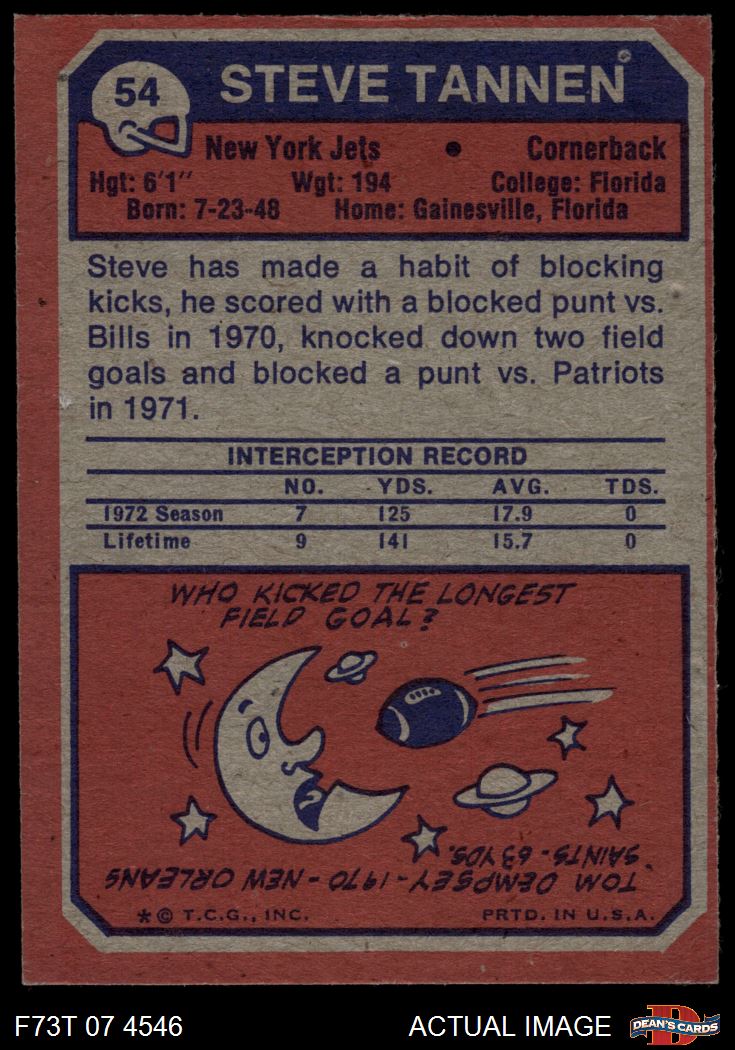 54
STEVE TANNEN
New York Jets • Cornerback
Hgt: 6'1" Wgt: 194 College: Florida
Born: 7-23-48 Home: Gainesville, Florida
Steve has made a habit of blocking
kicks, he scored with a blocked punt vs.
Bills in 1970, knocked down two field
goals and blocked a punt vs. Patriots
in 1971.
INTERCEPTION RECORD
NO. YDS. AVG. TDS.
1972 Season 7 125 17.9 0
Lifetime 9 141 15.7 0
WHO KICKED THE LONGEST
FIELD GOAL?
TOM DEMPSEY - 1970 - NEW ORLEANS
SAINTS - 63 YDS.
* © T.C.G., INC. PRTD. IN U.S.A.
F73T 07 4546 ACTUAL IMAGE DEAN'S CARDS